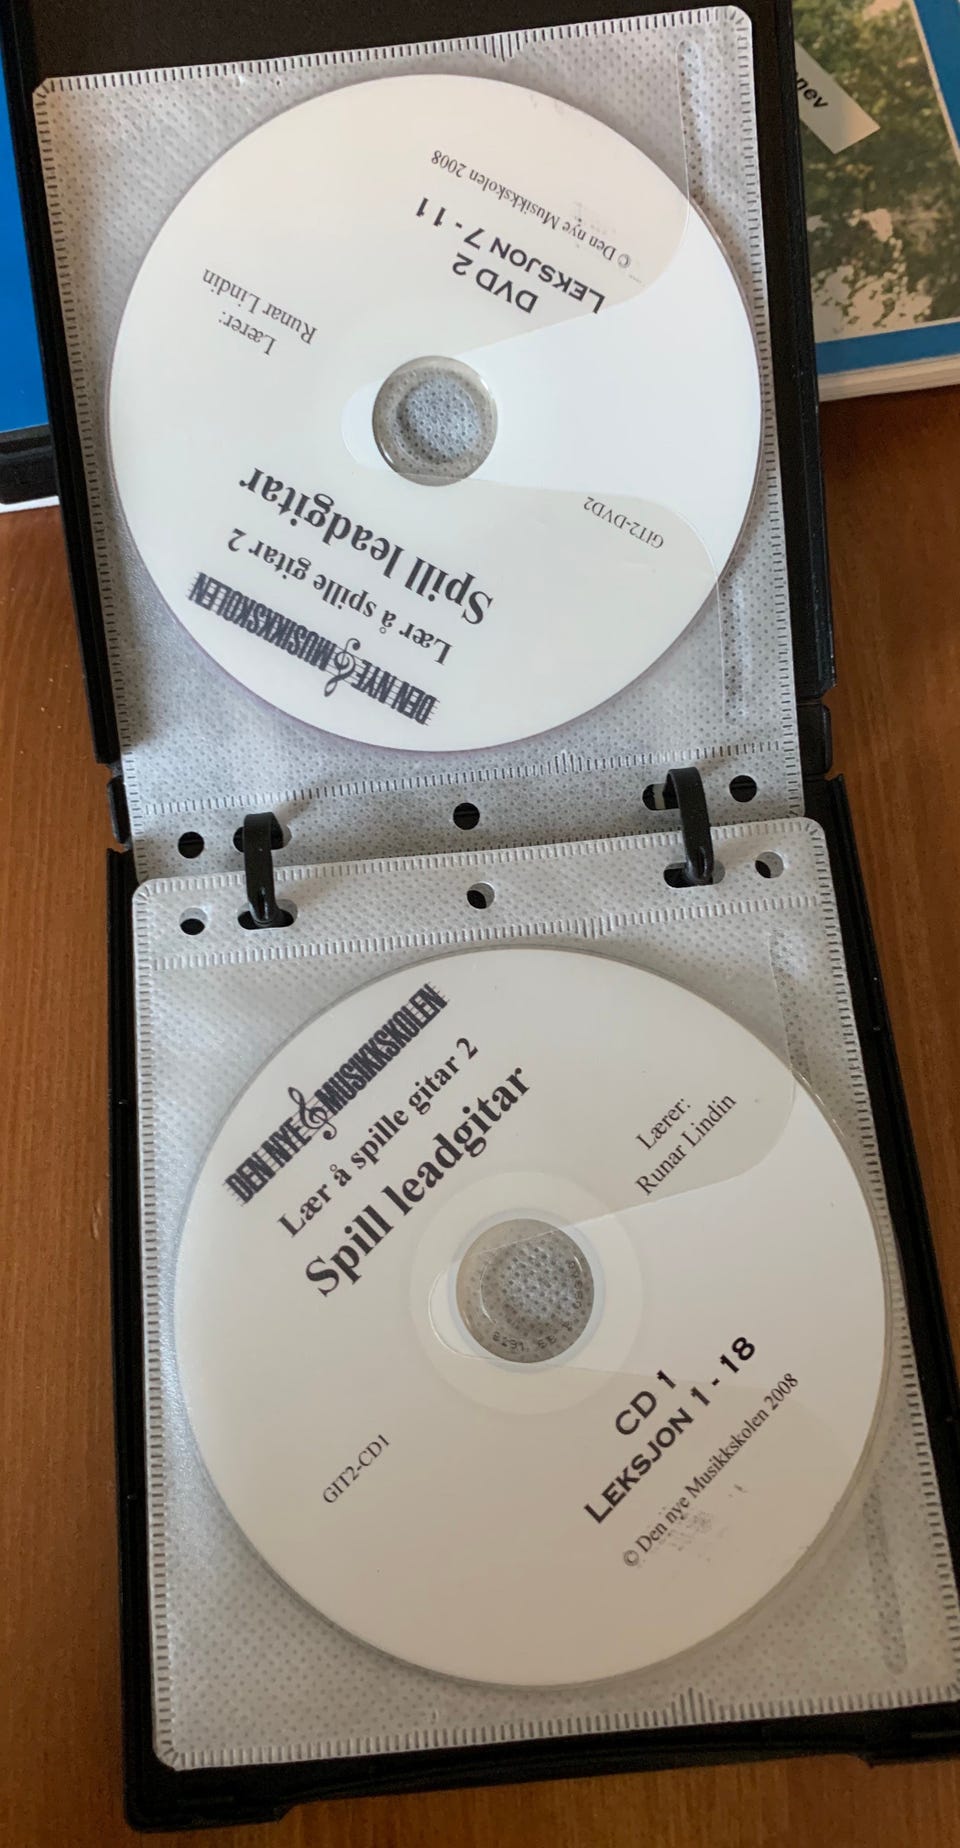 DEN NYE MUSIKKSKOLEN
Lær å spille gitar 2
Spill leadgitar
GIT2-DVD2
Lærer:
Runar Lindin
DVD 2
LEKSJON 7 - 11
© Den nye Musikkskolen 2008
DEN NYE MUSIKKSKOLEN
Lær å spille gitar 2
Spill leadgitar
Lærer:
Runar Lindin
GIT2-CD1
CD 1
LEKSJON 1 - 18
© Den nye Musikkskolen 2008